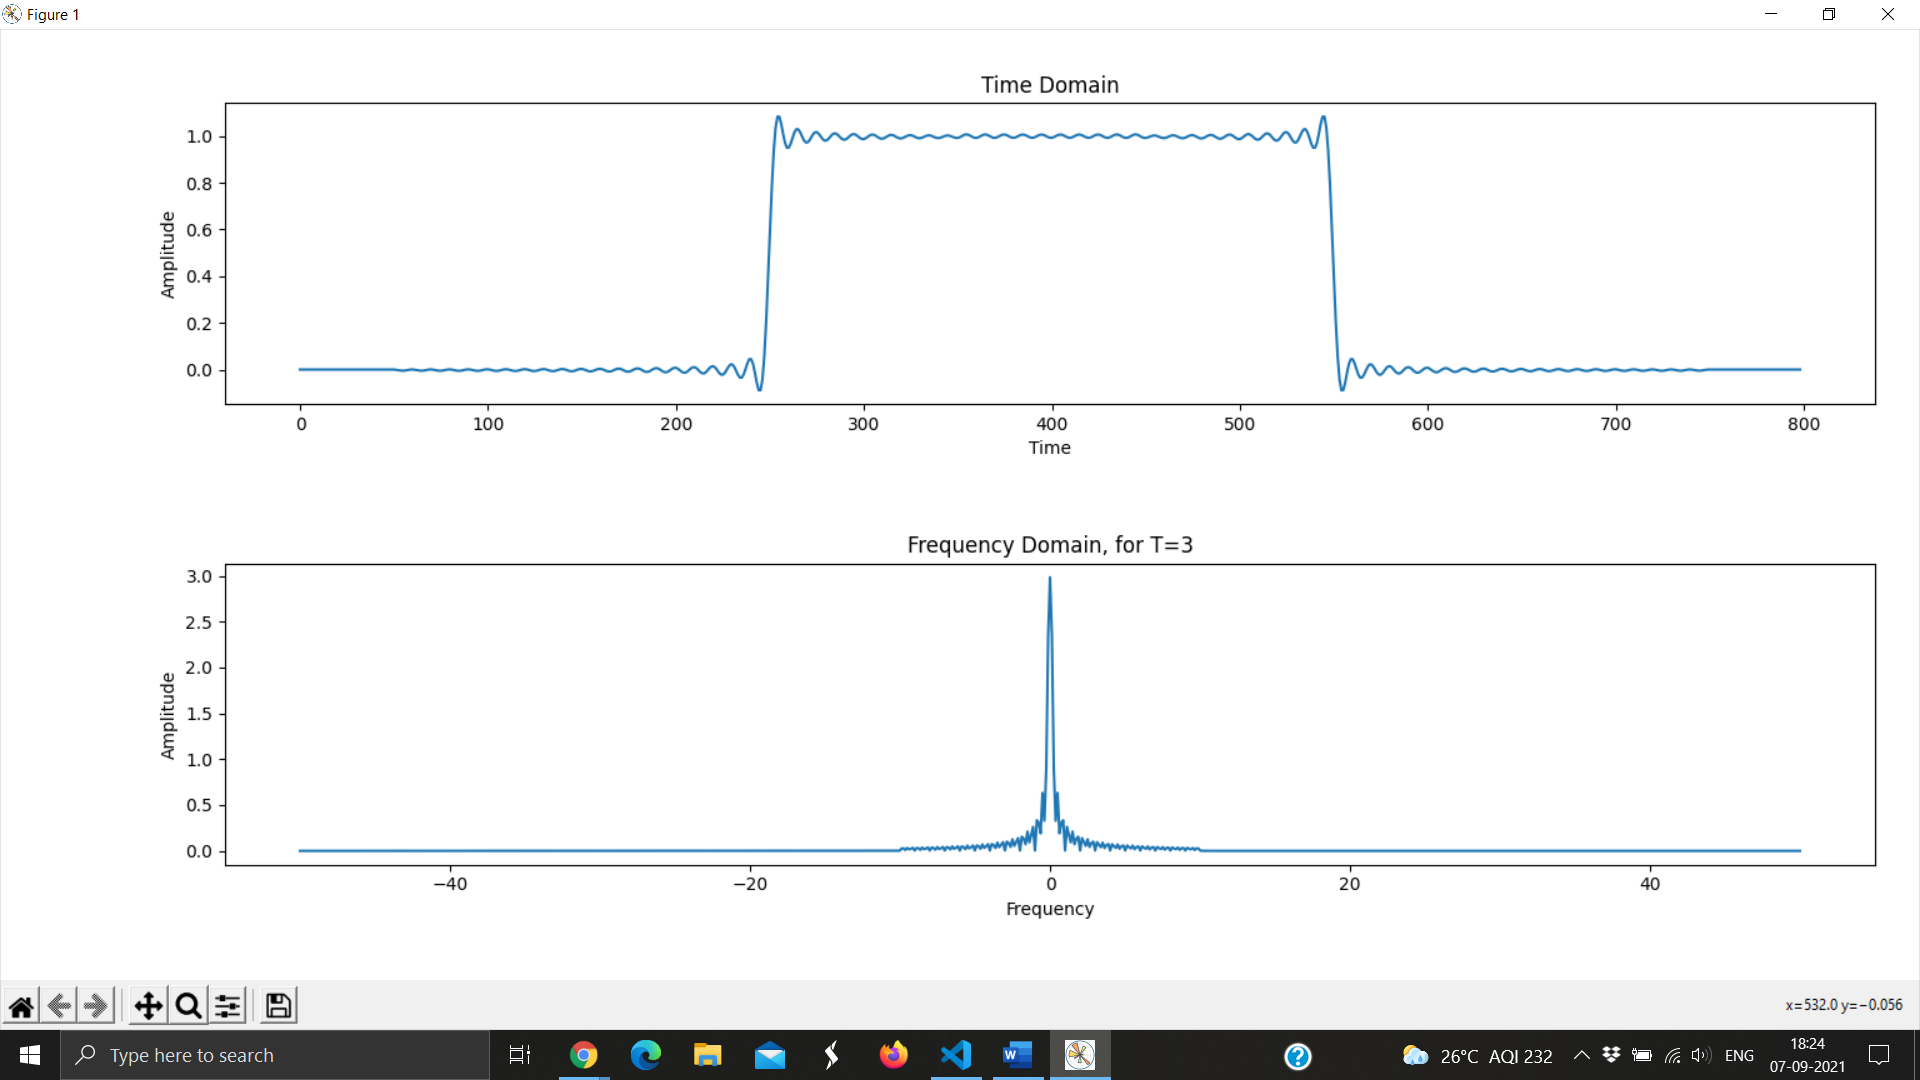 Figure 1
Time Domain
Amplitude
1.0
0.8
0.6
0.4
0.2
0.0
0 100 200 300 400 500 600 700 800
Time
Frequency Domain, for T=3
Amplitude
3.0
2.5
2.0
1.5
1.0
0.5
0.0
−40 −20 0 20 40
Frequency
x=532.0 y=−0.056
Type here to search
26°C AQI 232
ENG
18:24
07-09-2021